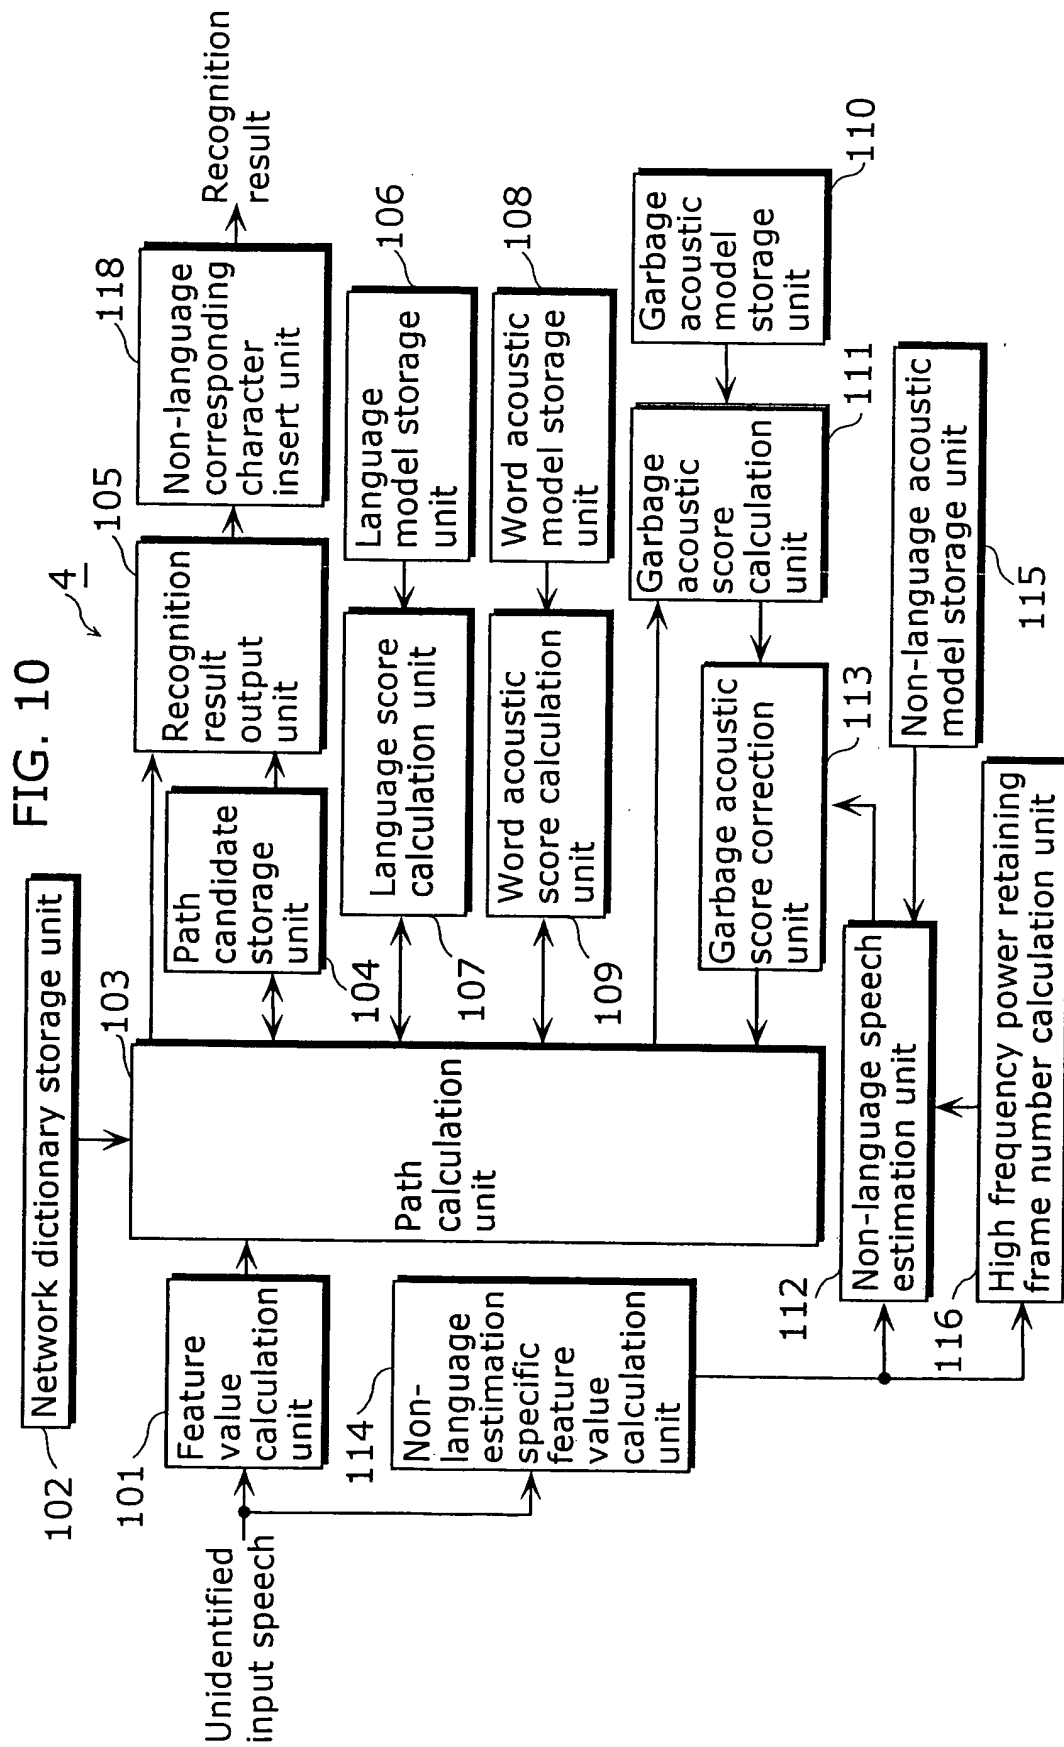 FIG. 10
4
102
Network dictionary storage unit
Unidentified
input speech
101
Feature
value
calculation
unit
103
Path
calculation
unit
Path
candidate
storage
unit
104
105
Recognition
result
output
unit
118
Non-language
corresponding
character
insert unit
Recognition
result
Language score
calculation unit
107
Language
model storage
unit
106
Word acoustic
score calculation
unit
109
Word acoustic
model storage
unit
108
114
Non-
language
estimation
specific
feature
value
calculation
unit
Garbage
acoustic
score
calculation
unit
111
Garbage
acoustic
model
storage
unit
110
Garbage acoustic
score correction
unit
113
112
Non-language speech
estimation unit
Non-language acoustic
model storage unit
115
116
High frequency power retaining
frame number calculation unit